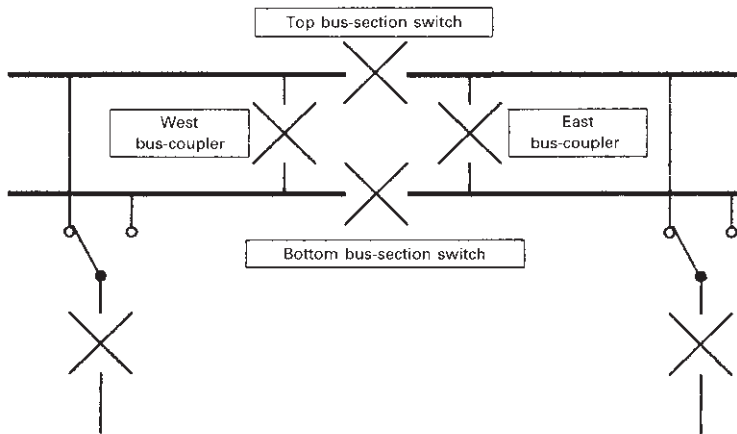 Top bus-section switch
West
bus-coupler
East
bus-coupler
Bottom bus-section switch